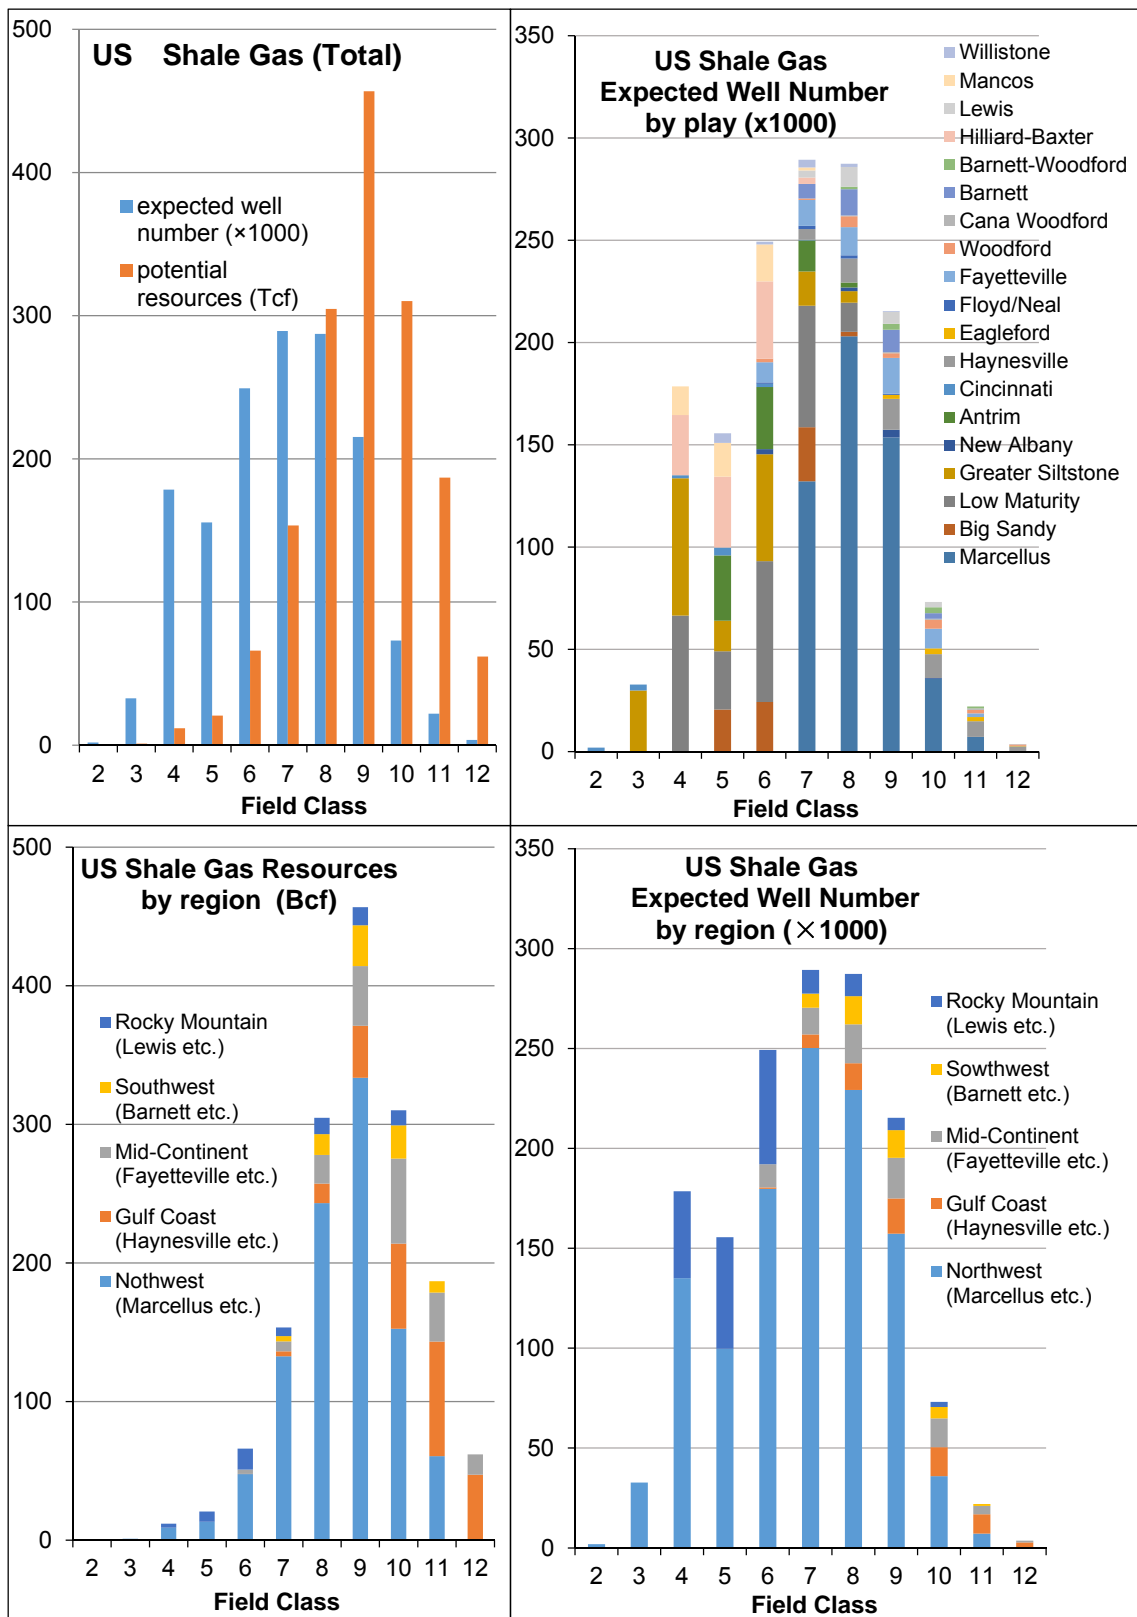 US Shale Gas (Total)
500
400
300
200
100
0
expected well
number (×1000)
potential
resources (Tcf)
2 3 4 5 6 7 8 9 10 11 12
Field Class
US Shale Gas
Expected Well Number
by play (x1000)
350
300
250
200
150
100
50
0
Willistone
Mancos
Lewis
Hilliard-Baxter
Barnett-Woodford
Barnett
Cana Woodford
Woodford
Fayetteville
Floyd/Neal
Eagleford
Haynesville
Cincinnati
Antrim
New Albany
Greater Siltstone
Low Maturity
Big Sandy
Marcellus
2 3 4 5 6 7 8 9 10 11 12
Field Class
US Shale Gas Resources
by region (Bcf)
500
400
300
200
100
0
Rocky Mountain
(Lewis etc.)
Southwest
(Barnett etc.)
Mid-Continent
(Fayetteville etc.)
Gulf Coast
(Haynesville etc.)
Nothwest
(Marcellus etc.)
2 3 4 5 6 7 8 9 10 11 12
Field Class
US Shale Gas
Expected Well Number
by region (×1000)
350
300
250
200
150
100
50
0
Rocky Mountain
(Lewis etc.)
Sowthwest
(Barnett etc.)
Mid-Continent
(Fayetteville etc.)
Gulf Coast
(Haynesville etc.)
Northwest
(Marcellus etc.)
2 3 4 5 6 7 8 9 10 11 12
Field Class